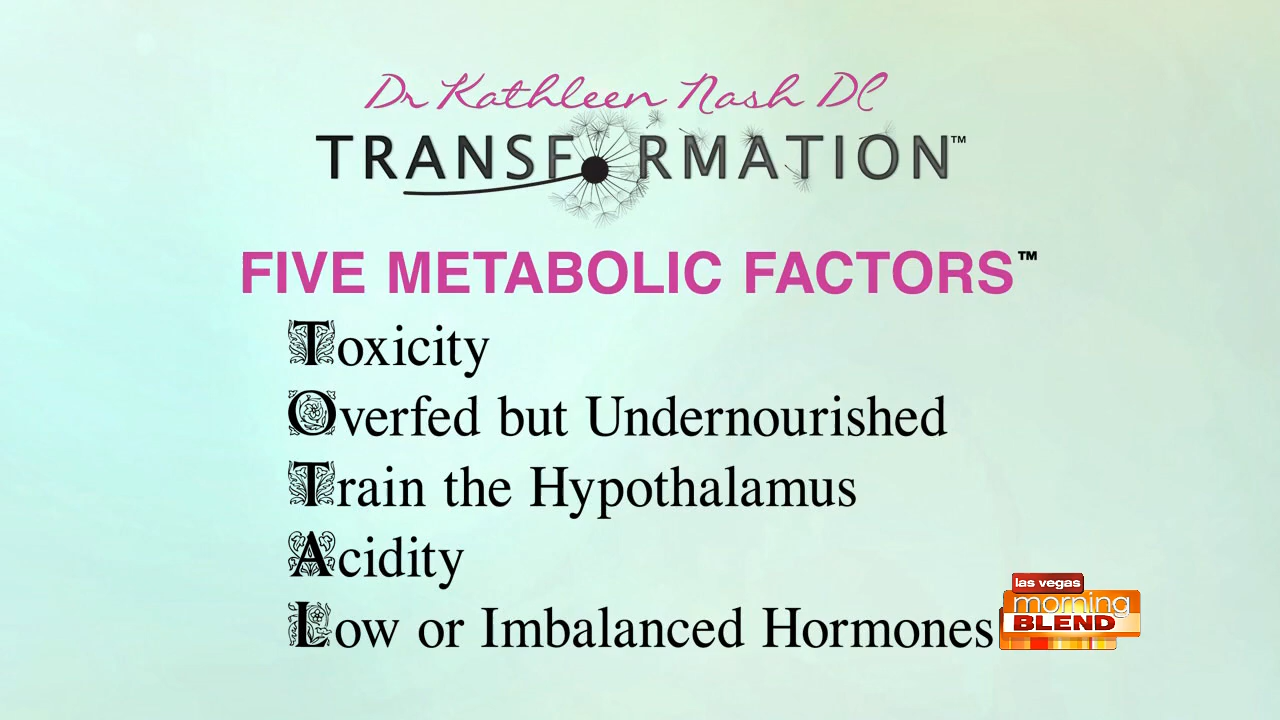 Dr Kathleen Nash DC
TRANSFORMATION™
FIVE METABOLIC FACTORS™
Toxicity
Overfed but Undernourished
Train the Hypothalamus
Acidity
Low or Imbalanced Hormones
las vegas
morning
BLEND